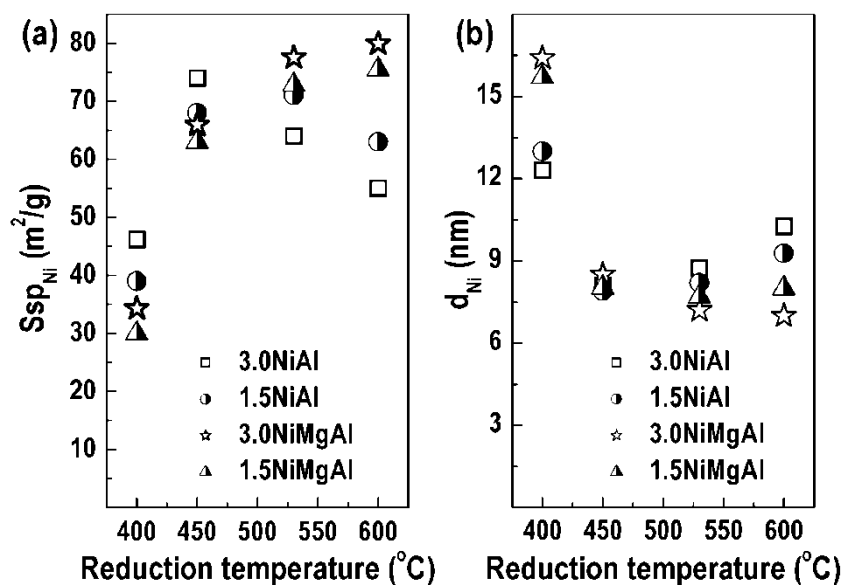 (a)
80
70
60
50
40
30
20
10
Ssp_Ni (m²/g)
3.0NiAl
1.5NiAl
3.0NiMgAl
1.5NiMgAl
400 450 500 550 600
Reduction temperature (°C)
(b)
15
12
9
6
3
d_Ni (nm)
3.0NiAl
1.5NiAl
3.0NiMgAl
1.5NiMgAl
400 450 500 550 600
Reduction temperature (°C)